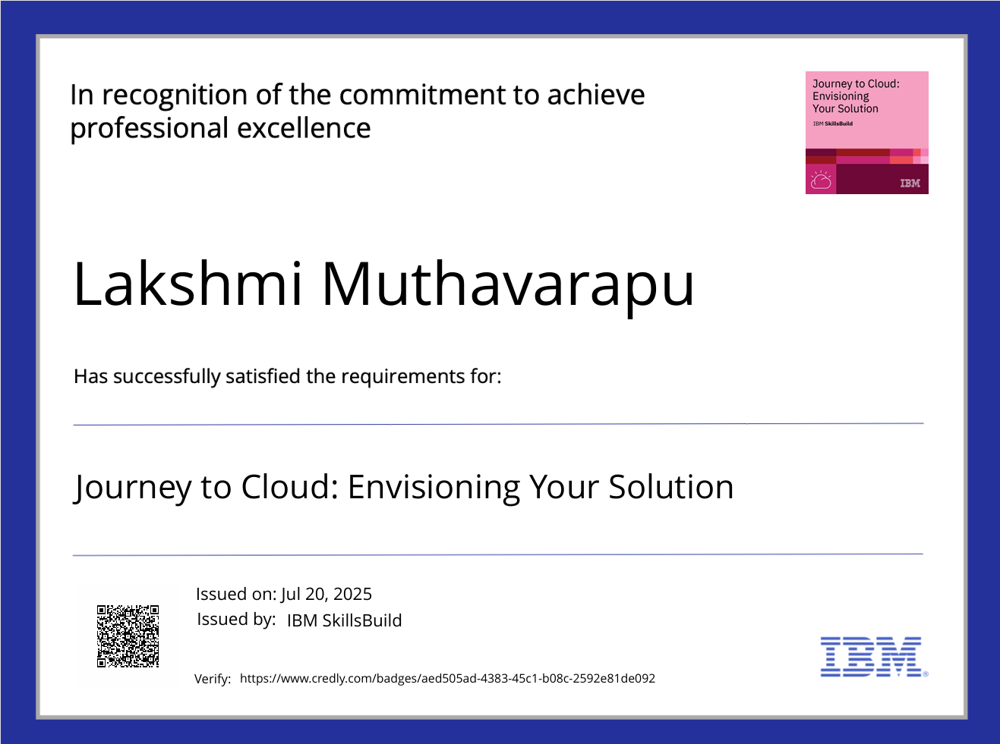 In recognition of the commitment to achieve
professional excellence
Journey to Cloud:
Envisioning
Your Solution
IBM SkillsBuild
IBM
Lakshmi Muthavarapu
Has successfully satisfied the requirements for:
Journey to Cloud: Envisioning Your Solution
Issued on: Jul 20, 2025
Issued by: IBM SkillsBuild
Verify: https://www.credly.com/badges/aed505ad-4383-45c1-b08c-2592e81de092
IBM®